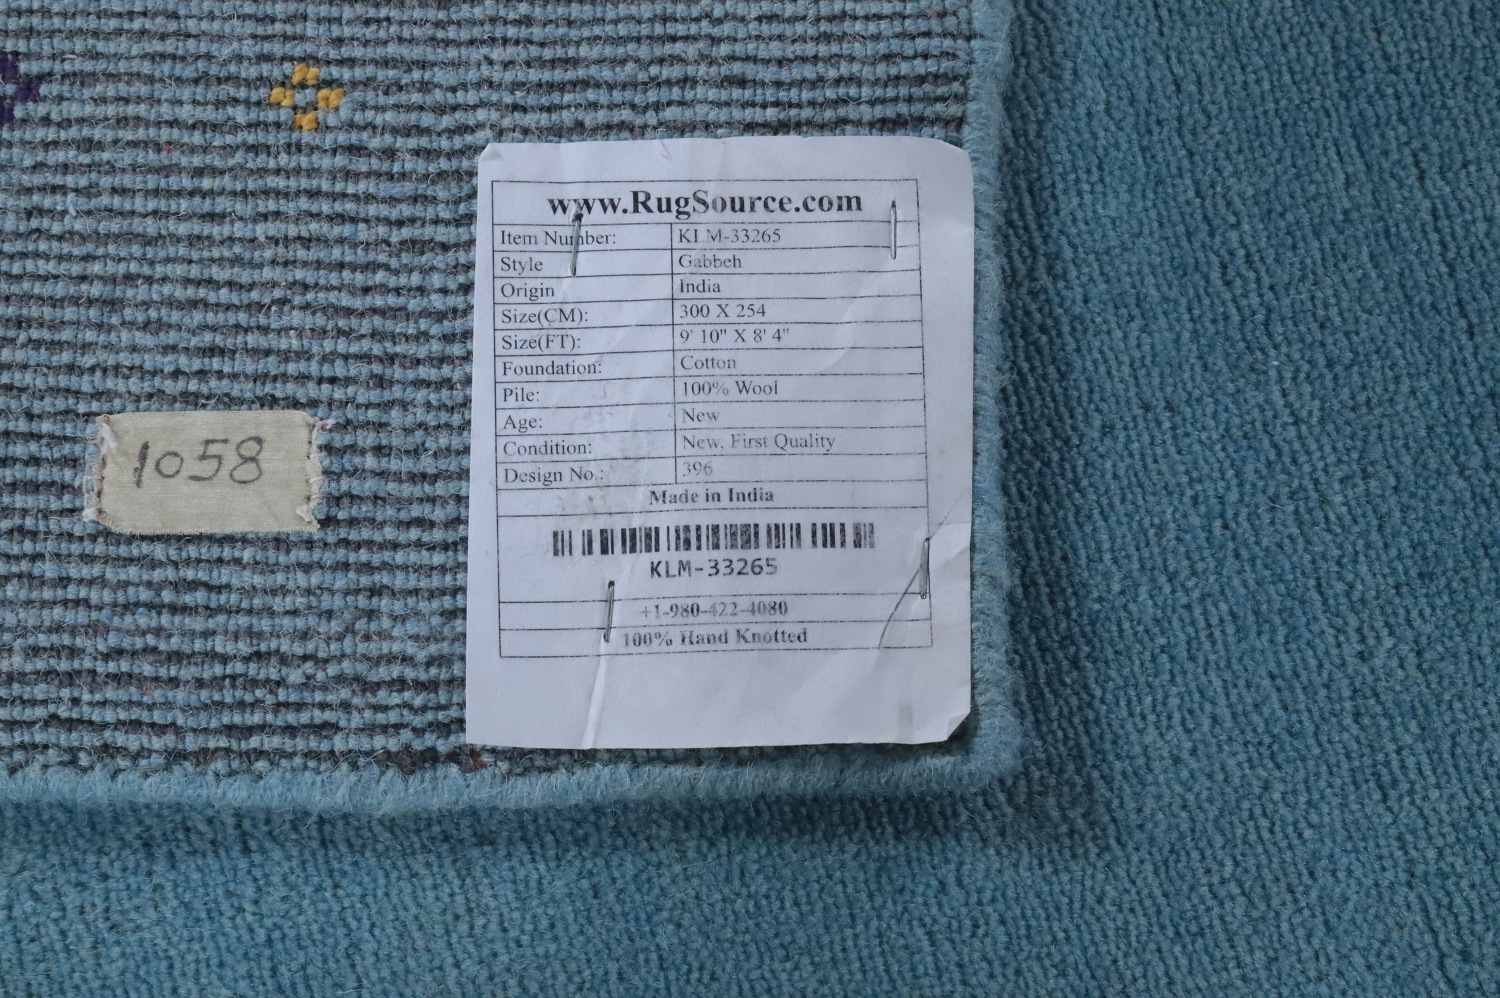 www.RugSource.com
Item Number: KLM-33265
Style Gabbeh
Origin India
Size(CM): 300 X 254
Size(FT): 9' 10" X 8' 4"
Foundation: Cotton
Pile: 100% Wool
Age: New
Condition: New, First Quality
Design No.: 396
Made in India
KLM-33265
+1-980-422-4080
100% Hand Knotted
1058